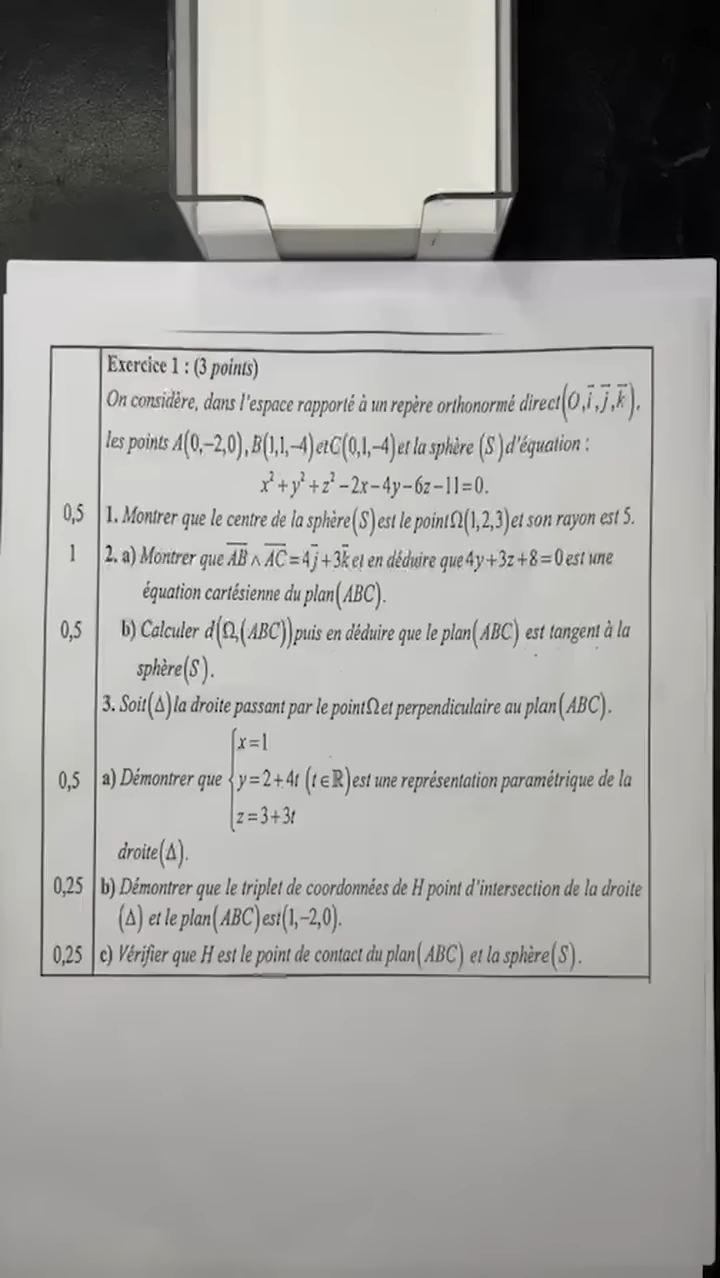 Exercice 1 : (3 points)
On considère, dans l'espace rapporté à un repère orthonormé direct (O, i⃗, j⃗, k⃗),
les points A(0,−2,0), B(1,1,−4) et C(0,1,−4) et la sphère (S) d'équation :
x² + y² + z² − 2x − 4y − 6z − 11 = 0.
0,5 1. Montrer que le centre de la sphère (S) est le point Ω(1,2,3) et son rayon est 5.
1 2. a) Montrer que A͞B ∧ A͞C = 4j⃗ + 3k⃗ et en déduire que 4y + 3z + 8 = 0 est une
équation cartésienne du plan (ABC).
0,5 b) Calculer d(Ω,(ABC)) puis en déduire que le plan (ABC) est tangent à la
sphère (S).
3. Soit (Δ) la droite passant par le point Ω et perpendiculaire au plan (ABC).
x = 1
0,5 a) Démontrer que { y = 2 + 4t (t ∈ ℝ) est une représentation paramétrique de la
z = 3 + 3t
droite (Δ).
0,25 b) Démontrer que le triplet de coordonnées de H point d'intersection de la droite
(Δ) et le plan (ABC) est (1,−2,0).
0,25 c) Vérifier que H est le point de contact du plan (ABC) et la sphère (S).